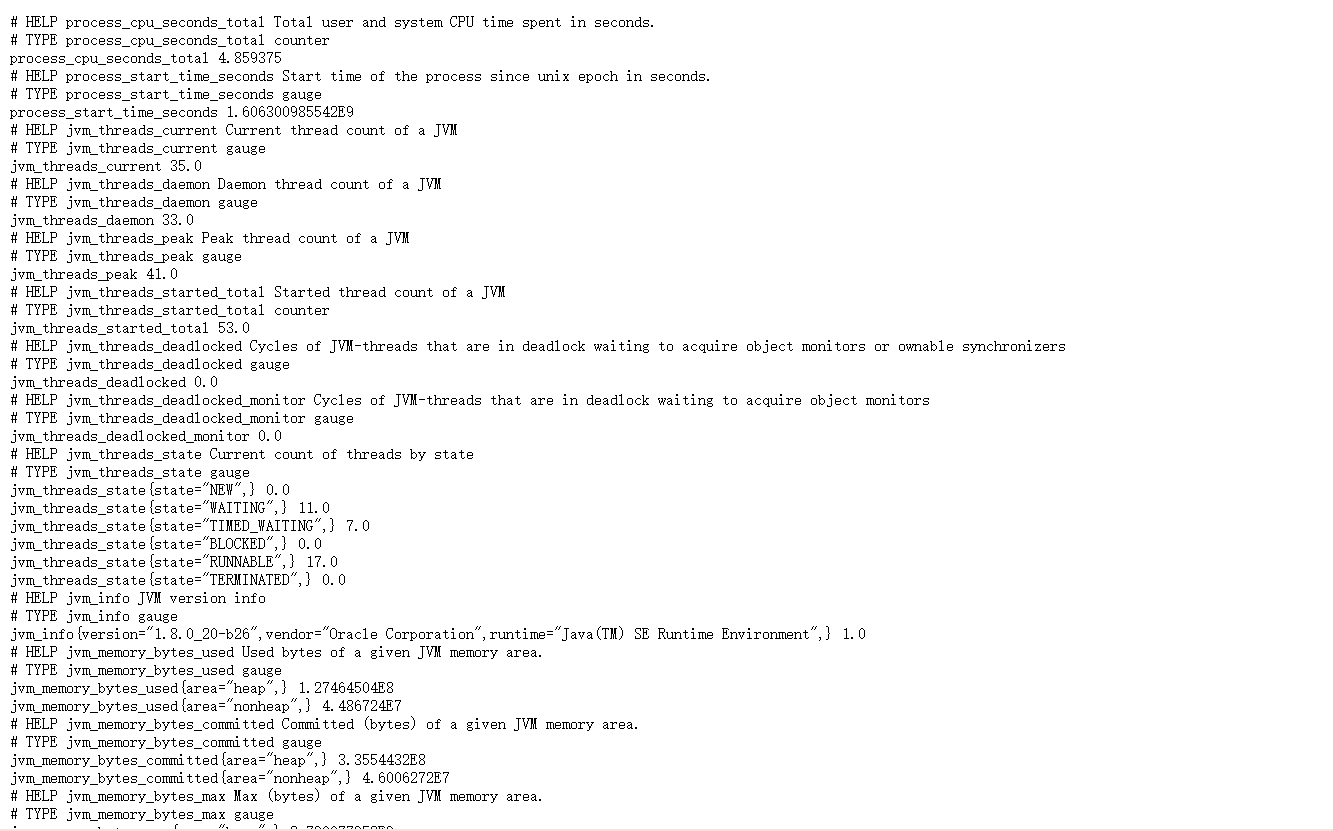 # HELP process_cpu_seconds_total Total user and system CPU time spent in seconds.
# TYPE process_cpu_seconds_total counter
process_cpu_seconds_total 4.859375
# HELP process_start_time_seconds Start time of the process since unix epoch in seconds.
# TYPE process_start_time_seconds gauge
process_start_time_seconds 1.606300985542E9
# HELP jvm_threads_current Current thread count of a JVM
# TYPE jvm_threads_current gauge
jvm_threads_current 35.0
# HELP jvm_threads_daemon Daemon thread count of a JVM
# TYPE jvm_threads_daemon gauge
jvm_threads_daemon 33.0
# HELP jvm_threads_peak Peak thread count of a JVM
# TYPE jvm_threads_peak gauge
jvm_threads_peak 41.0
# HELP jvm_threads_started_total Started thread count of a JVM
# TYPE jvm_threads_started_total counter
jvm_threads_started_total 53.0
# HELP jvm_threads_deadlocked Cycles of JVM-threads that are in deadlock waiting to acquire object monitors or ownable synchronizers
# TYPE jvm_threads_deadlocked gauge
jvm_threads_deadlocked 0.0
# HELP jvm_threads_deadlocked_monitor Cycles of JVM-threads that are in deadlock waiting to acquire object monitors
# TYPE jvm_threads_deadlocked_monitor gauge
jvm_threads_deadlocked_monitor 0.0
# HELP jvm_threads_state Current count of threads by state
# TYPE jvm_threads_state gauge
jvm_threads_state{state="NEW",} 0.0
jvm_threads_state{state="WAITING",} 11.0
jvm_threads_state{state="TIMED_WAITING",} 7.0
jvm_threads_state{state="BLOCKED",} 0.0
jvm_threads_state{state="RUNNABLE",} 17.0
jvm_threads_state{state="TERMINATED",} 0.0
# HELP jvm_info JVM version info
# TYPE jvm_info gauge
jvm_info{version="1.8.0_20-b26",vendor="Oracle Corporation",runtime="Java(TM) SE Runtime Environment",} 1.0
# HELP jvm_memory_bytes_used Used bytes of a given JVM memory area.
# TYPE jvm_memory_bytes_used gauge
jvm_memory_bytes_used{area="heap",} 1.27464504E8
jvm_memory_bytes_used{area="nonheap",} 4.486724E7
# HELP jvm_memory_bytes_committed Committed (bytes) of a given JVM memory area.
# TYPE jvm_memory_bytes_committed gauge
jvm_memory_bytes_committed{area="heap",} 3.3554432E8
jvm_memory_bytes_committed{area="nonheap",} 4.6006272E7
# HELP jvm_memory_bytes_max Max (bytes) of a given JVM memory area.
# TYPE jvm_memory_bytes_max gauge